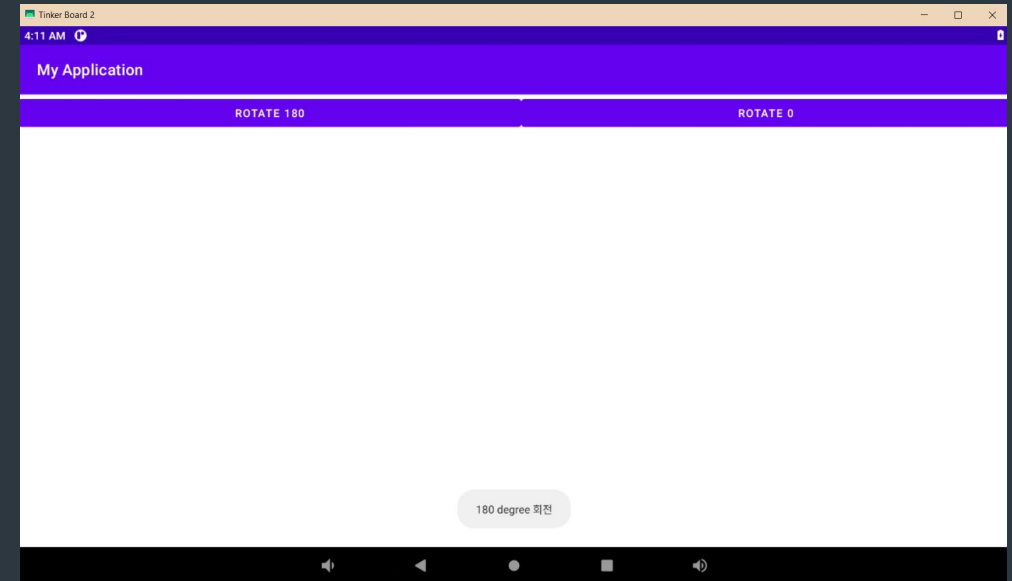 Tinker Board 2
4:11 AM
My Application
ROTATE 180
ROTATE 0
180 degree 회전